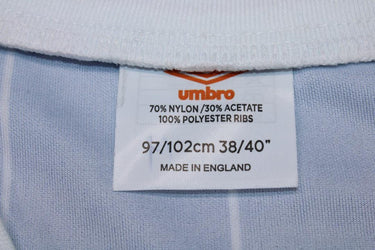 umbro
70% NYLON /30% ACETATE
100% POLYESTER RIBS
97/102cm 38/40"
MADE IN ENGLAND